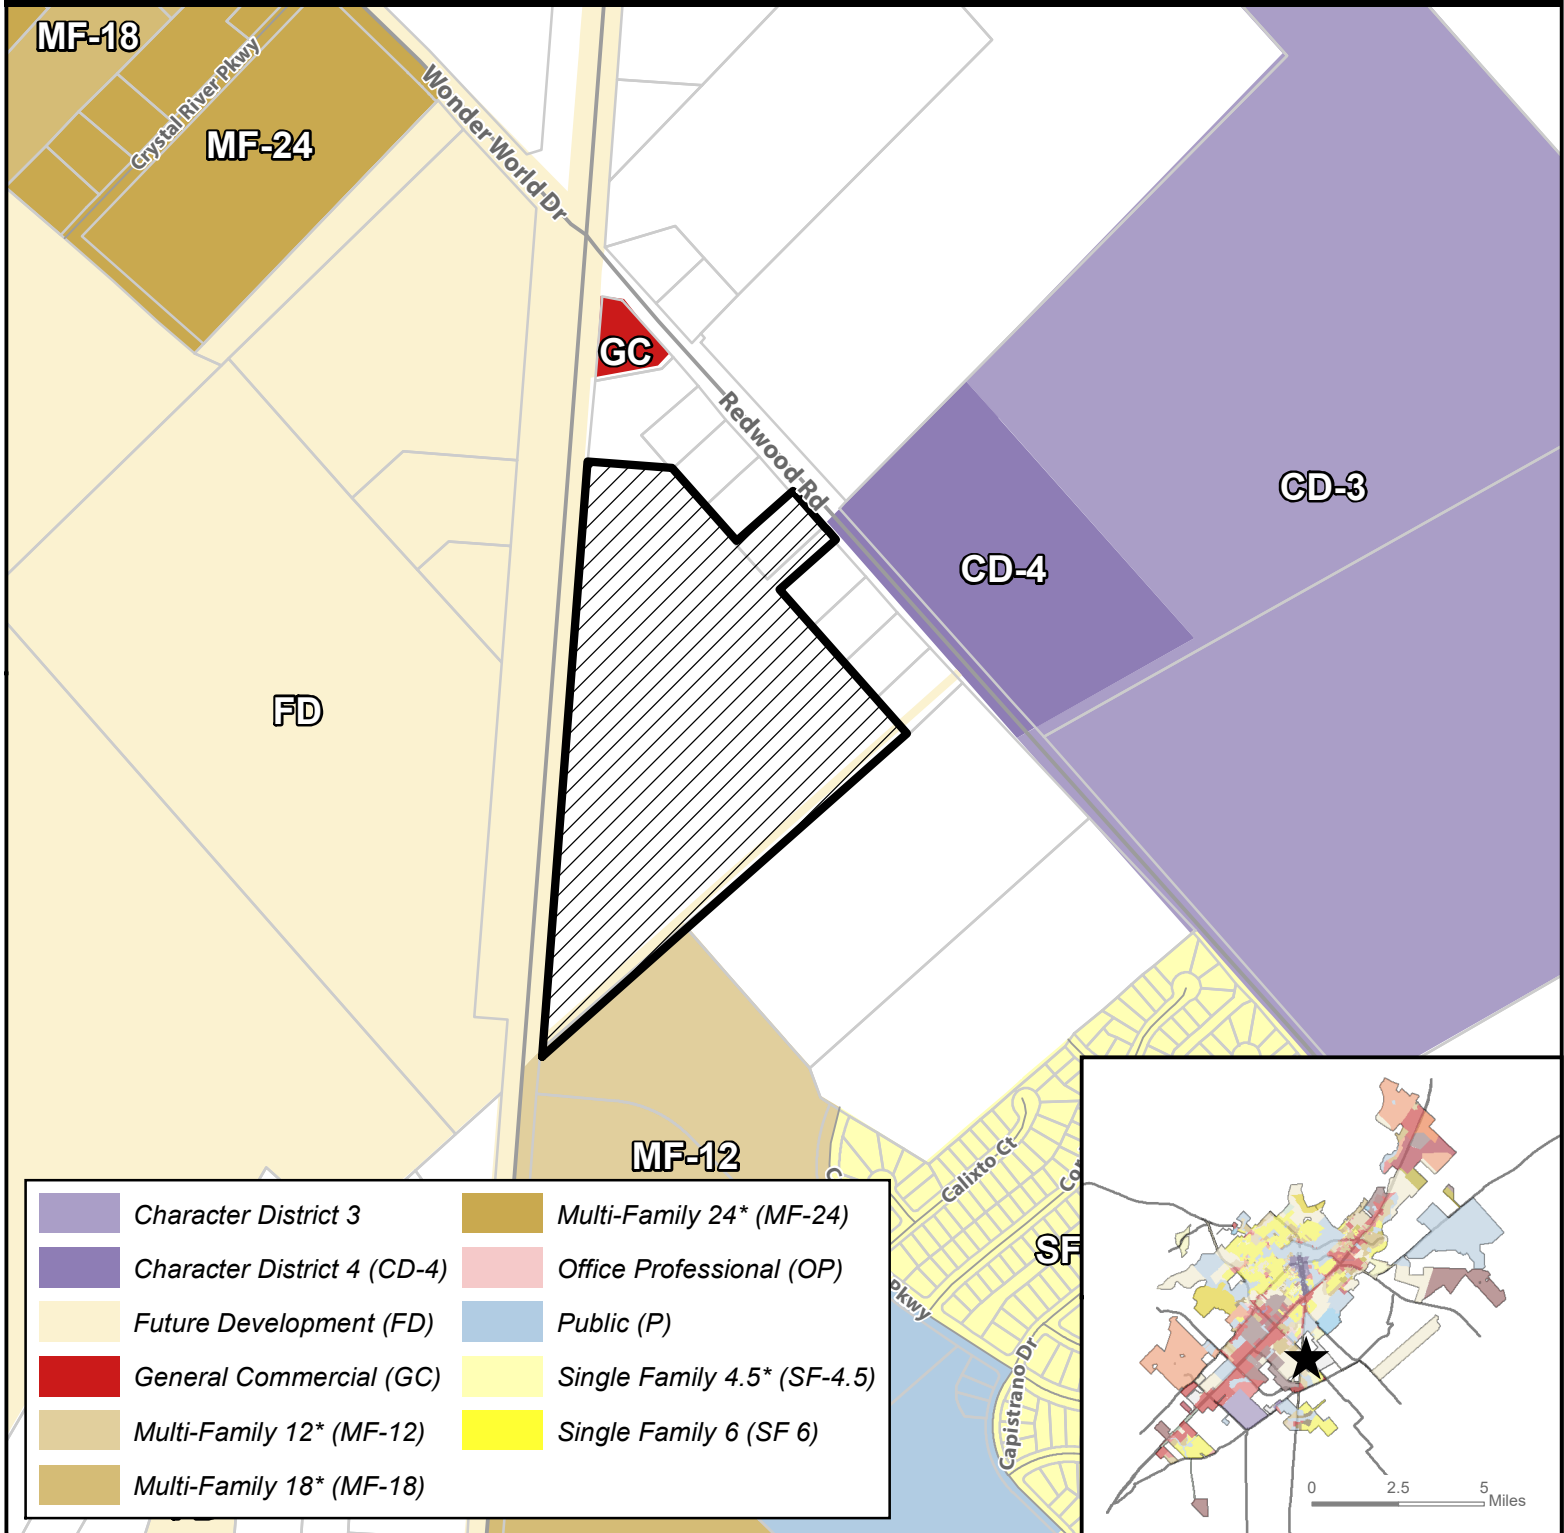 MF-18
Crystal River Pkwy
MF-24
Wonder World Dr
GC
Redwood Rd
CD-3
CD-4
FD
MF-12
Calixto Ct
SF
Pkwy
Capistrano Dr
Character District 3
Character District 4 (CD-4)
Future Development (FD)
General Commercial (GC)
Multi-Family 12* (MF-12)
Multi-Family 18* (MF-18)
Multi-Family 24* (MF-24)
Office Professional (OP)
Public (P)
Single Family 4.5* (SF-4.5)
Single Family 6 (SF 6)
0 2.5 5
Miles